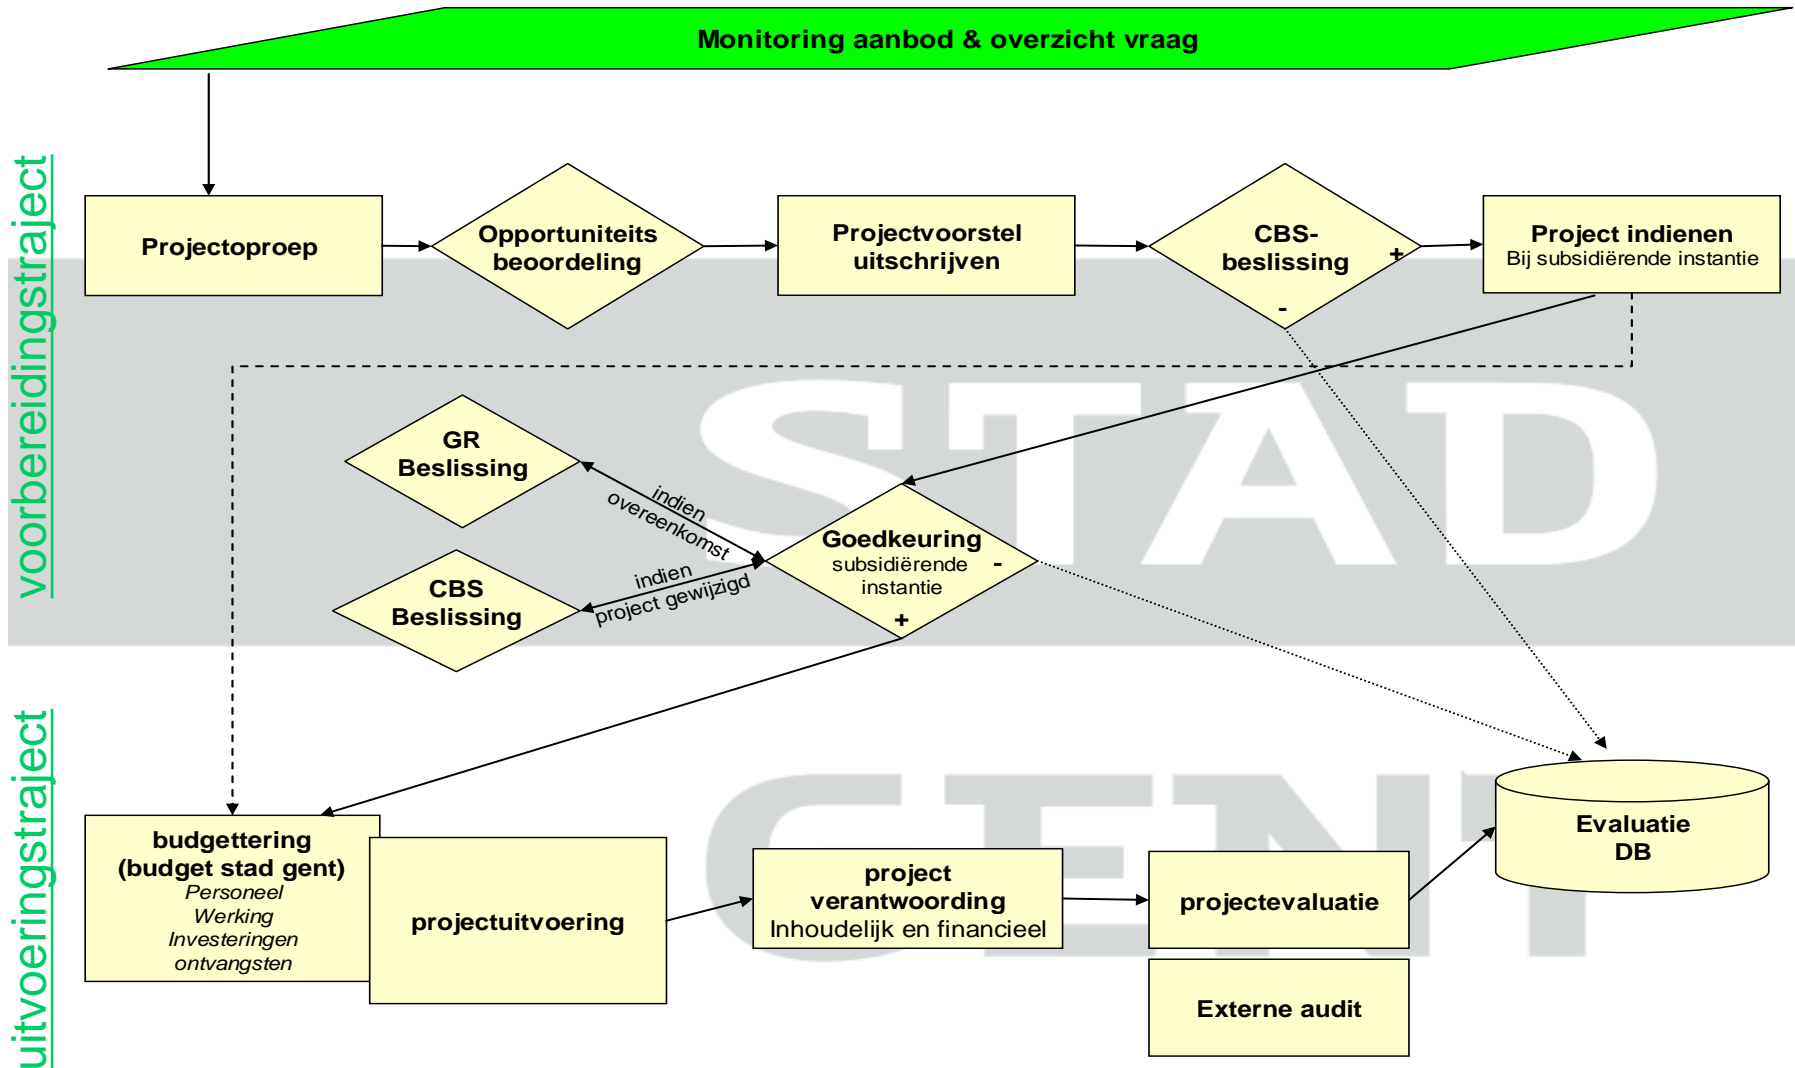 Monitoring aanbod & overzicht vraag
voorbereidingstraject
Projectoproep
Opportuniteits
beoordeling
Projectvoorstel
uitschrijven
CBS-
beslissing
+
-
Project indienen
Bij subsidiërende instantie
STAD
GR
Beslissing
indien
overeenkomst
Goedkeuring
subsidiërende
instantie
-
+
CBS
Beslissing
indien
project gewijzigd
uitvoeringstraject
GENT
budgettering
(budget stad gent)
Personeel
Werking
Investeringen
ontvangsten
projectuitvoering
project
verantwoording
Inhoudelijk en financieel
projectevaluatie
Evaluatie
DB
Externe audit